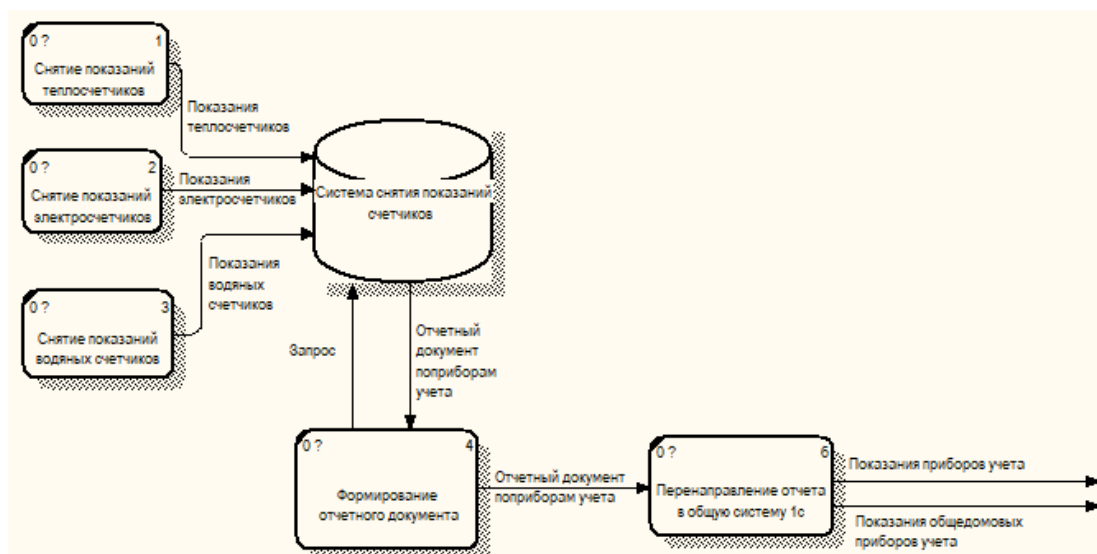 0 ?
1
Снятие показаний
теплосчетчиков
Показания
теплосчетчиков
0 ?
2
Снятие показаний
электросчетчиков
Показания
электросчетчиков
Система снятия показаний
счетчиков
0 ?
3
Снятие показаний
водяных счетчиков
Показания
водяных
счетчиков
Запрос
Отчетный
документ
поприборам
учета
0 ?
4
Формирование
отчетного документа
Отчетный документ
поприборам учета
0 ?
6
Перенаправление отчета
в общую систему 1с
Показания приборов учета
Показания общедомовых
приборов учета